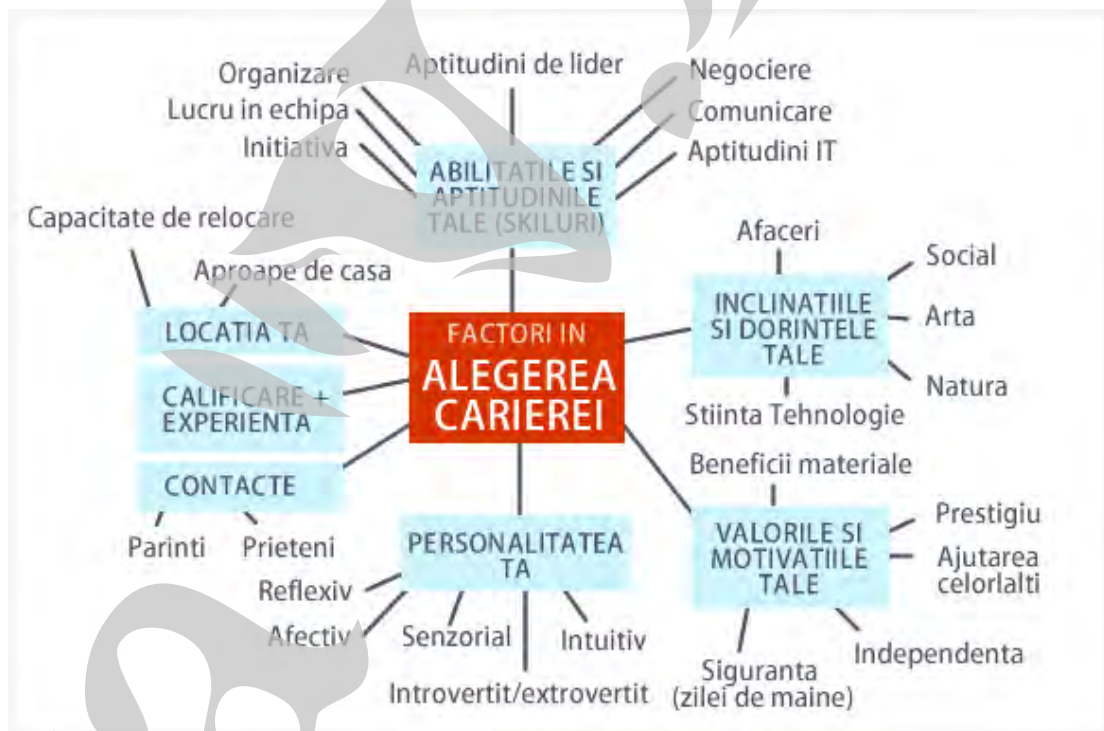 Organizare
Lucru in echipa
Initiativa
Aptitudini de lider
Negociere
Comunicare
Aptitudini IT
ABILITATILE SI
APTITUDINILE
TALE (SKILURI)
Capacitate de relocare
Aproape de casa
LOCATIA TA
CALIFICARE +
EXPERIENTA
CONTACTE
Parinti
Prieteni
FACTORI IN
ALEGEREA
CARIEREI
Afaceri
Social
Arta
Natura
INCLINATIILE
SI DORINTELE
TALE
Stiinta Tehnologie
Beneficii materiale
Prestigiu
Ajutarea
celorlalti
VALORILE SI
MOTIVATIILE
TALE
Independenta
Siguranta
(zilei de maine)
PERSONALITATEA
TA
Reflexiv
Afectiv
Senzorial
Intuitiv
Introvertit/extrovertit